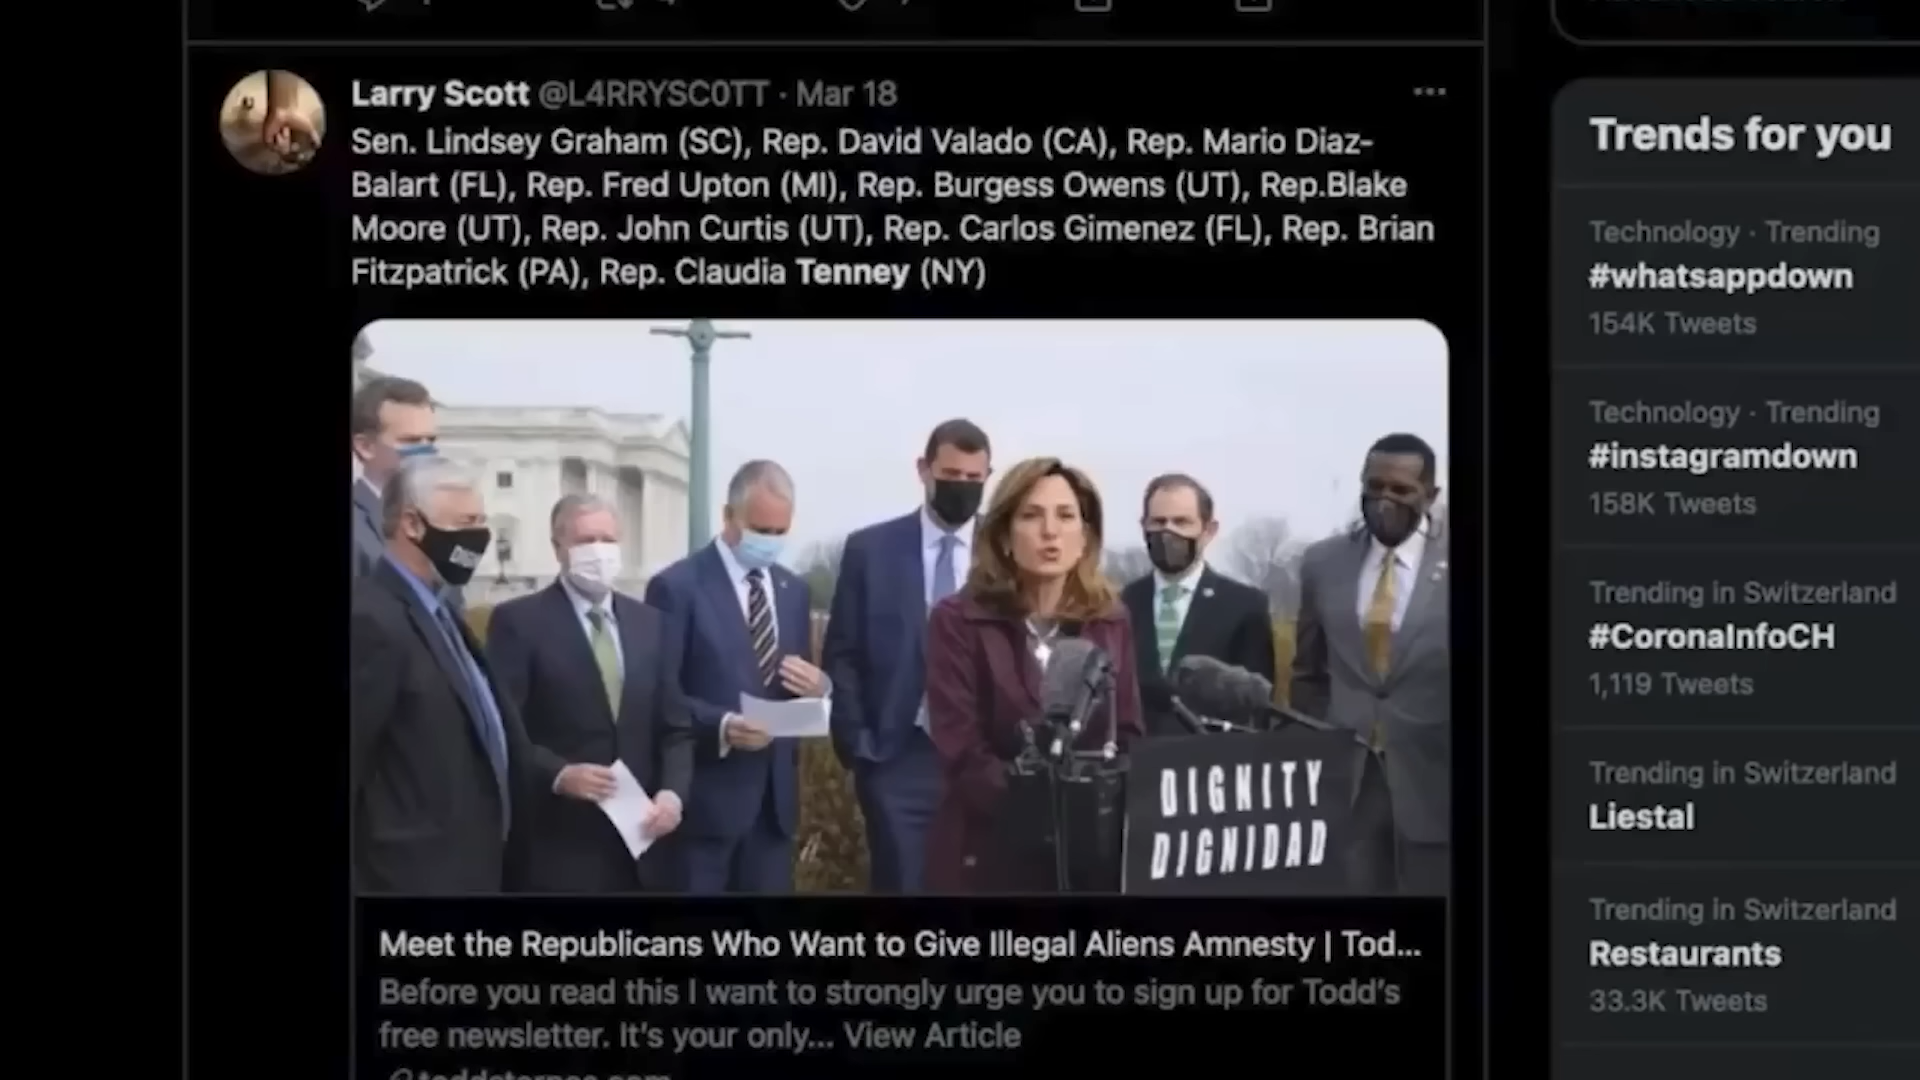 Larry Scott @L4RRYSC0TT · Mar 18
Sen. Lindsey Graham (SC), Rep. David Valado (CA), Rep. Mario Diaz-
Balart (FL), Rep. Fred Upton (MI), Rep. Burgess Owens (UT), Rep.Blake
Moore (UT), Rep. John Curtis (UT), Rep. Carlos Gimenez (FL), Rep. Brian
Fitzpatrick (PA), Rep. Claudia Tenney (NY)
DIGNITY
DIGNIDAD
Meet the Republicans Who Want to Give Illegal Aliens Amnesty | Tod...
Before you read this I want to strongly urge you to sign up for Todd's
free newsletter. It's your only... View Article
Trends for you
Technology · Trending
#whatsappdown
154K Tweets
Technology · Trending
#instagramdown
158K Tweets
Trending in Switzerland
#CoronaInfoCH
1,119 Tweets
Trending in Switzerland
Liestal
Trending in Switzerland
Restaurants
33.3K Tweets